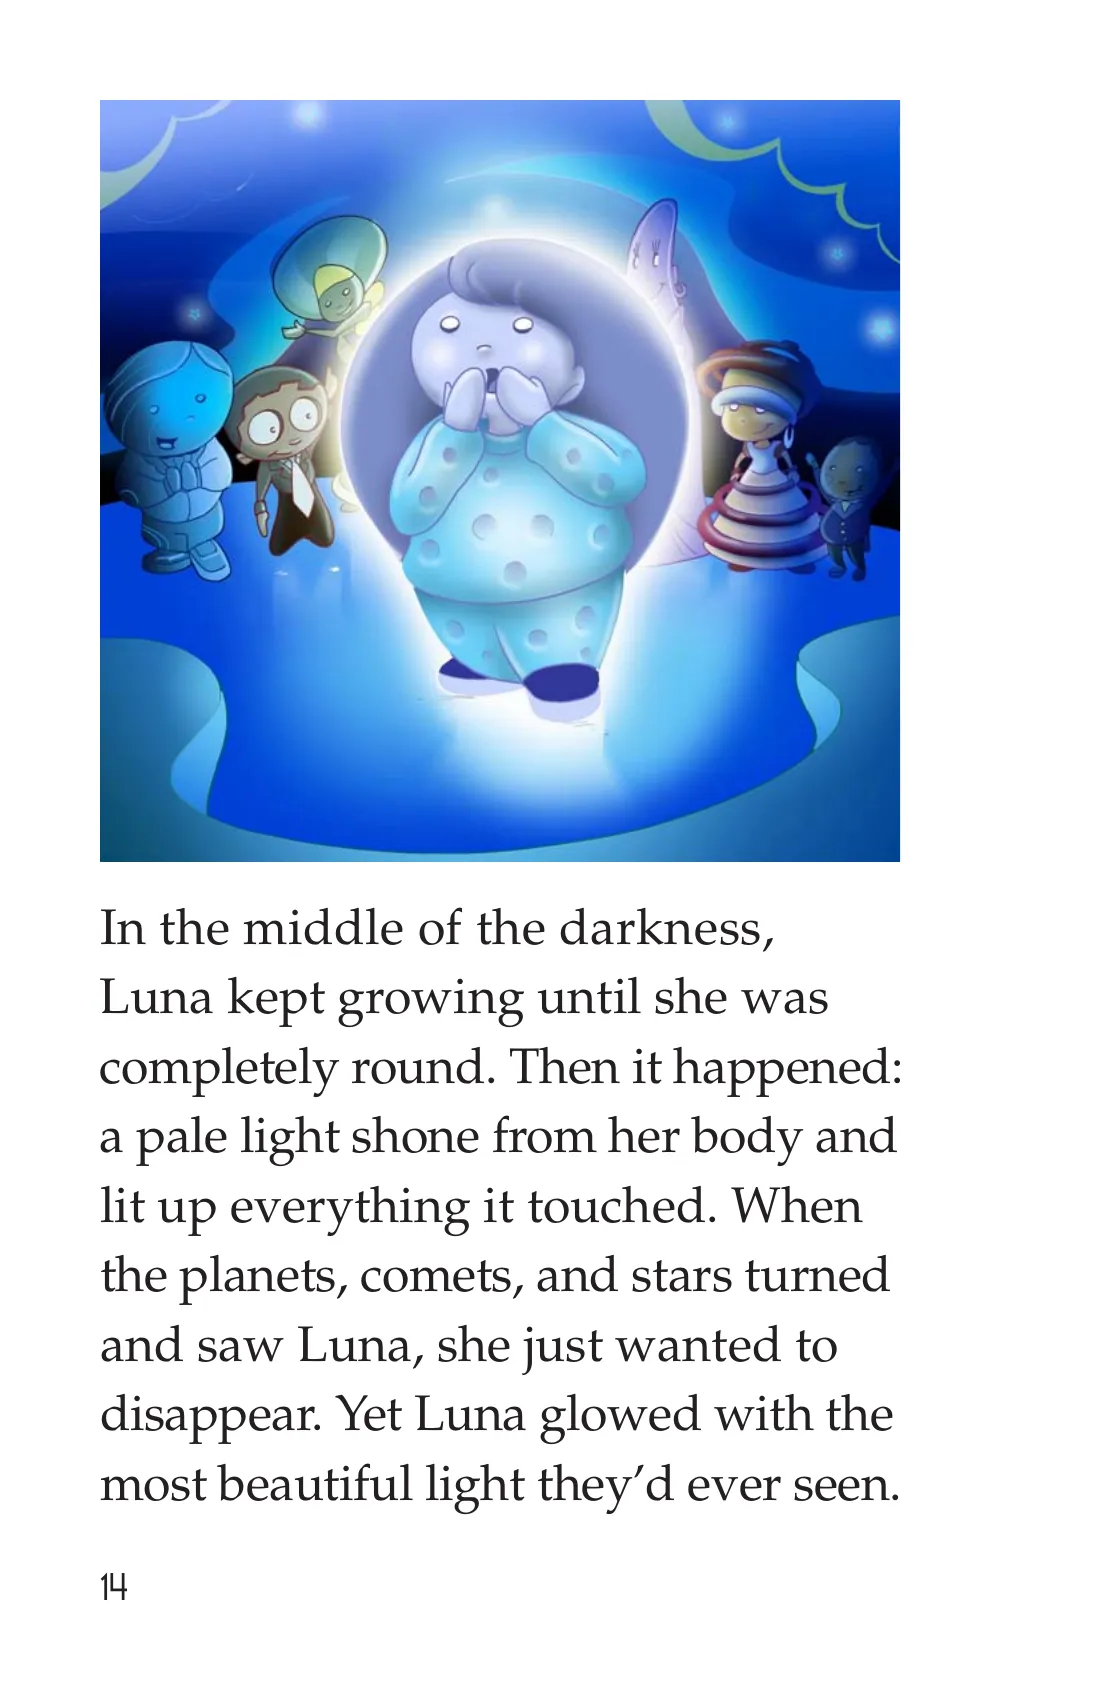 In the middle of the darkness,
Luna kept growing until she was
completely round. Then it happened:
a pale light shone from her body and
lit up everything it touched. When
the planets, comets, and stars turned
and saw Luna, she just wanted to
disappear. Yet Luna glowed with the
most beautiful light they’d ever seen.
14